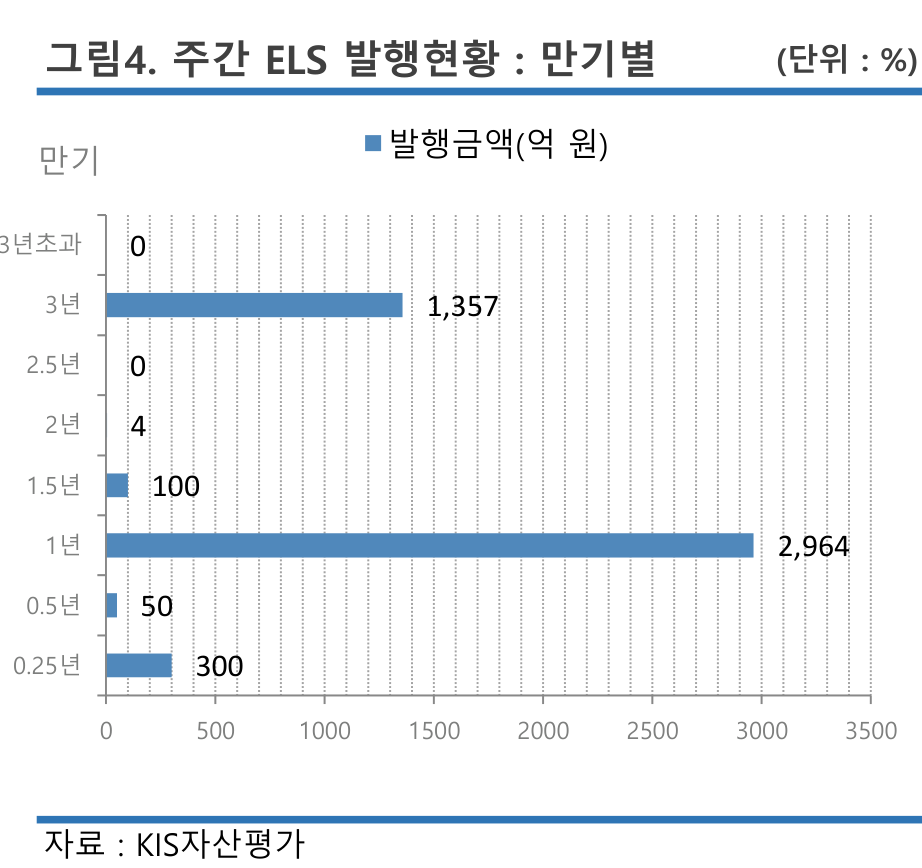 그림4. 주간 ELS 발행현황 : 만기별 (단위 : %)
발행금액(억 원)
만기
3년초과 0
3년 1,357
2.5년 0
2년 4
1.5년 100
1년 2,964
0.5년 50
0.25년 300
0 500 1000 1500 2000 2500 3000 3500
자료 : KIS자산평가